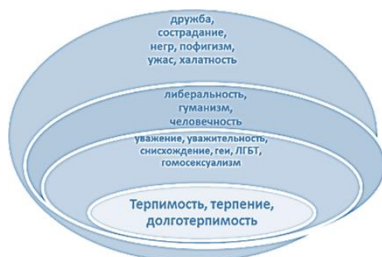 дружба,
сострадание,
негр, пофигизм,
ужас, халатность
либеральность,
гуманизм,
человечность
уважение, уважительность,
снисхождение, геи, ЛГБТ,
гомосексуализм
Терпимость, терпение,
долготерпимость